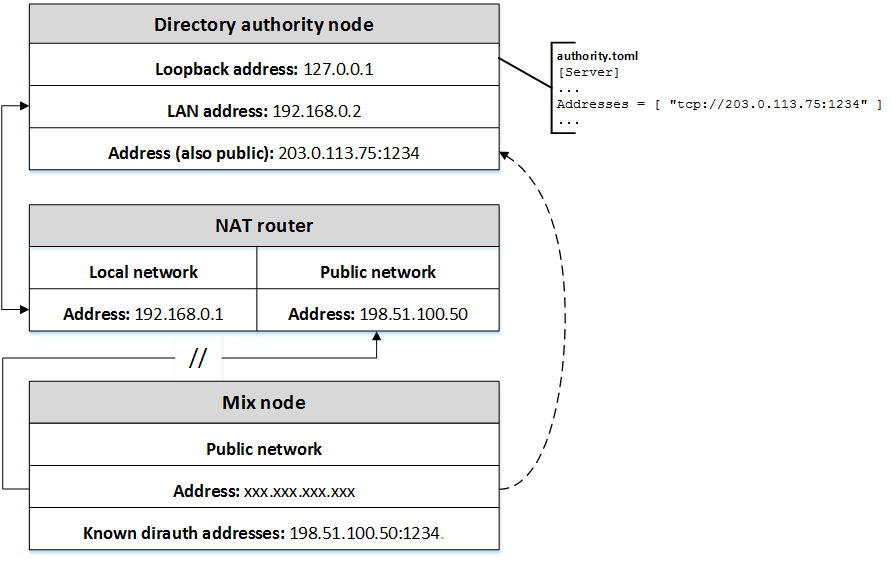 Directory authority node
Loopback address: 127.0.0.1
LAN address: 192.168.0.2
Address (also public): 203.0.113.75:1234
authority.toml
[Server]
...
Addresses = [ "tcp://203.0.113.75:1234" ]
...
NAT router
Local network
Public network
Address: 192.168.0.1
Address: 198.51.100.50
//
Mix node
Public network
Address: xxx.xxx.xxx.xxx
Known dirauth addresses: 198.51.100.50:1234.